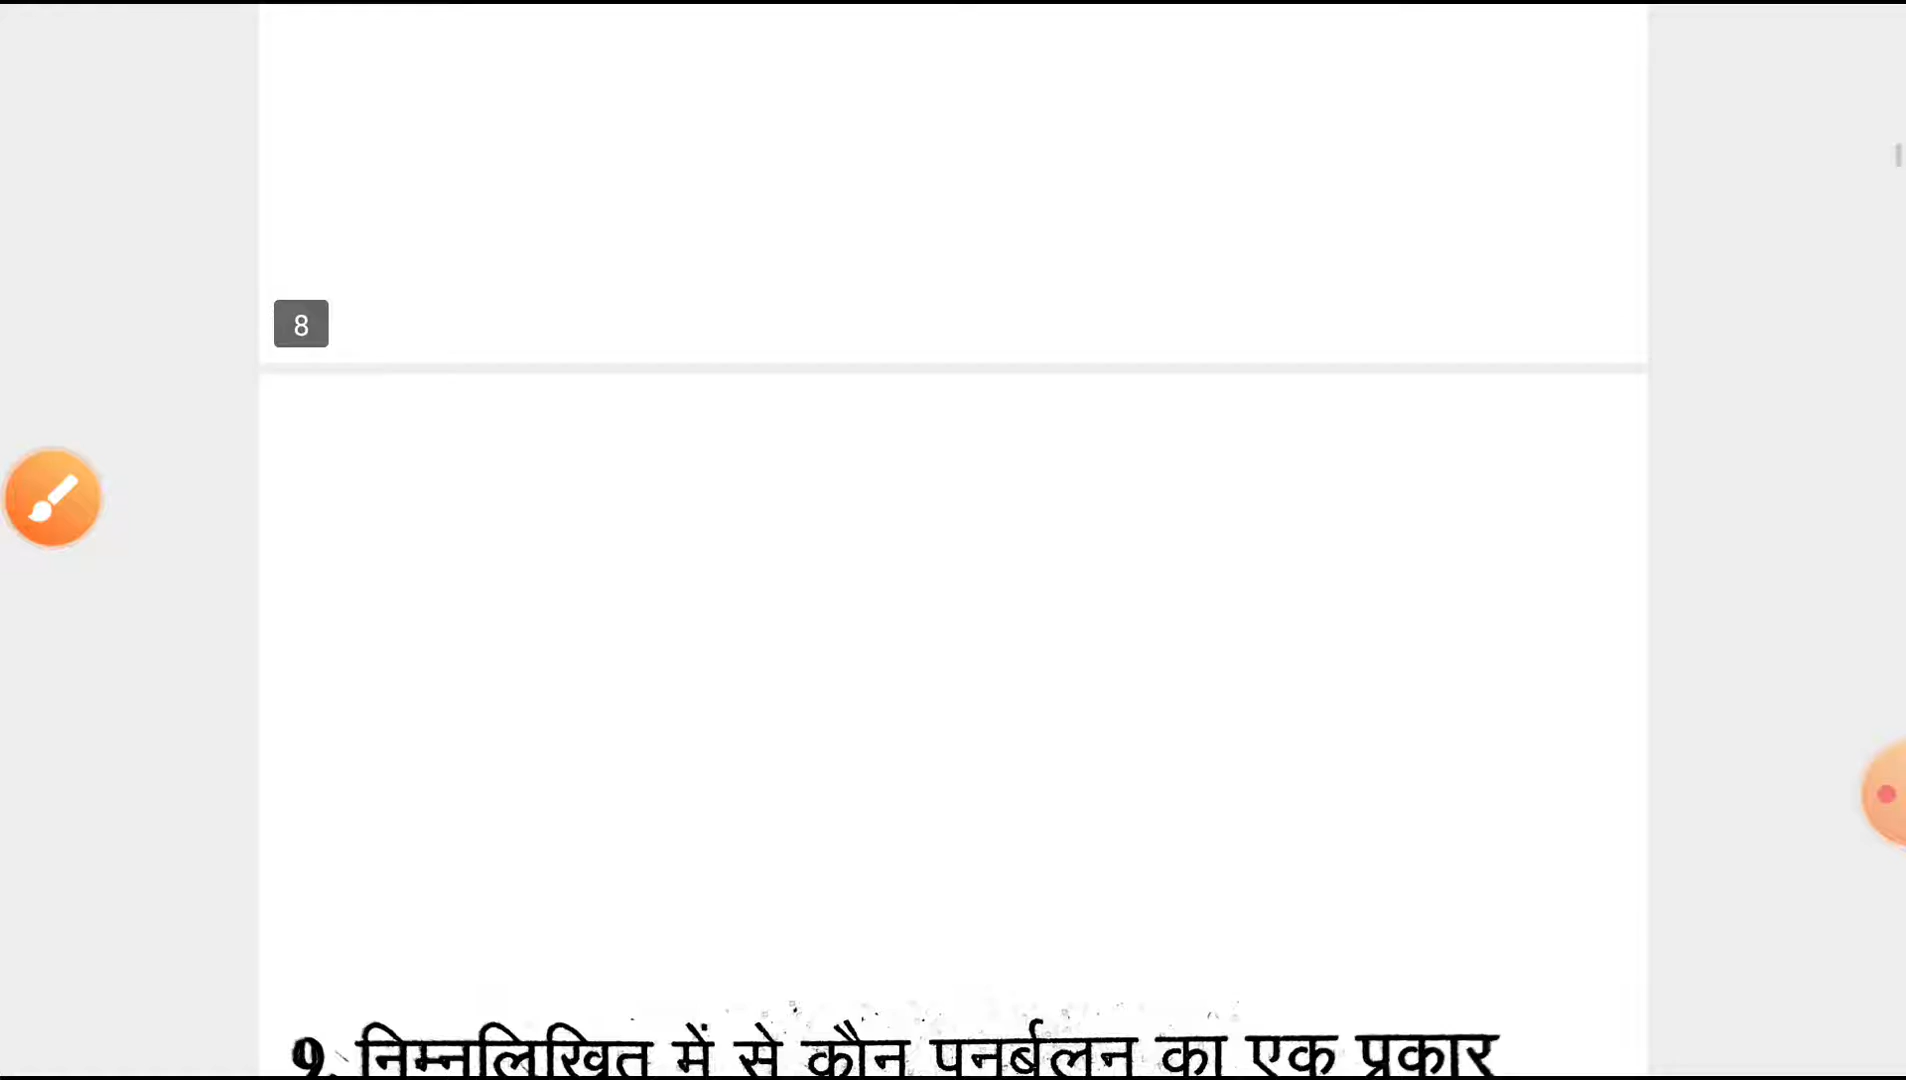 8
9. निम्नलिखित में से कौन पुनर्बलन का एक प्रकार